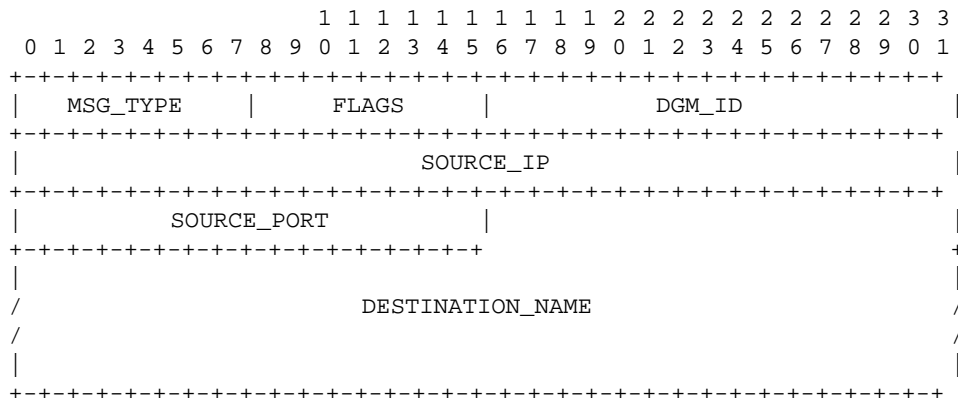 1 1 1 1 1 1 1 1 1 1 2 2 2 2 2 2 2 2 2 2 3 3
 0 1 2 3 4 5 6 7 8 9 0 1 2 3 4 5 6 7 8 9 0 1 2 3 4 5 6 7 8 9 0 1
+-+-+-+-+-+-+-+-+-+-+-+-+-+-+-+-+-+-+-+-+-+-+-+-+-+-+-+-+-+-+-+-+
|   MSG_TYPE    |     FLAGS     |           DGM_ID              |
+-+-+-+-+-+-+-+-+-+-+-+-+-+-+-+-+-+-+-+-+-+-+-+-+-+-+-+-+-+-+-+-+
|                           SOURCE_IP                           |
+-+-+-+-+-+-+-+-+-+-+-+-+-+-+-+-+-+-+-+-+-+-+-+-+-+-+-+-+-+-+-+-+
|          SOURCE_PORT          |                               |
+-+-+-+-+-+-+-+-+-+-+-+-+-+-+-+-+                               +
|                                                               |
/                       DESTINATION_NAME                        /
/                                                               /
|                                                               |
+-+-+-+-+-+-+-+-+-+-+-+-+-+-+-+-+-+-+-+-+-+-+-+-+-+-+-+-+-+-+-+-+